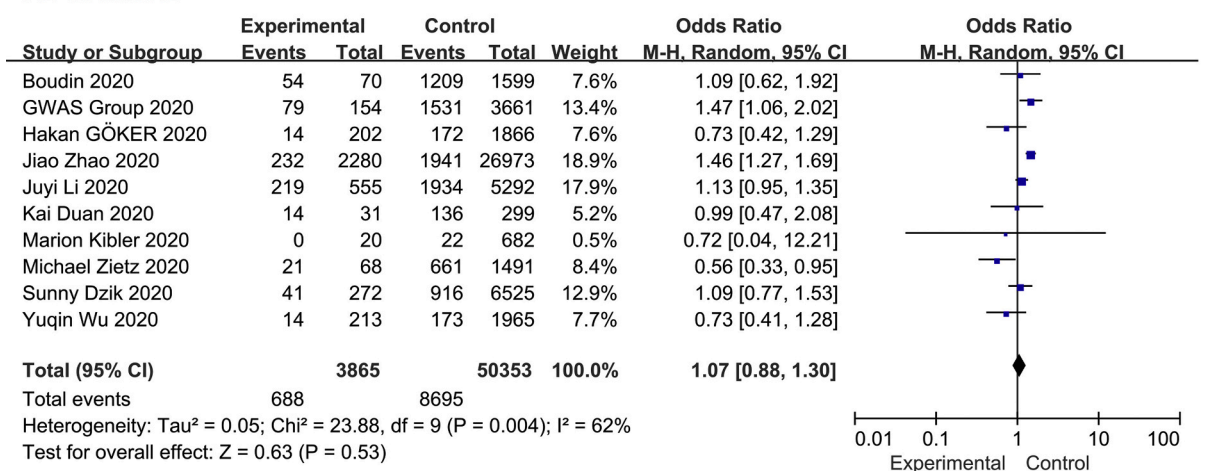 Experimental Control Odds Ratio Odds Ratio
Study or Subgroup Events Total Events Total Weight M-H, Random, 95% CI M-H, Random, 95% CI
Boudin 2020 54 70 1209 1599 7.6% 1.09 [0.62, 1.92]
GWAS Group 2020 79 154 1531 3661 13.4% 1.47 [1.06, 2.02]
Hakan GÖKER 2020 14 202 172 1866 7.6% 0.73 [0.42, 1.29]
Jiao Zhao 2020 232 2280 1941 26973 18.9% 1.46 [1.27, 1.69]
Juyi Li 2020 219 555 1934 5292 17.9% 1.13 [0.95, 1.35]
Kai Duan 2020 14 31 136 299 5.2% 0.99 [0.47, 2.08]
Marion Kibler 2020 0 20 22 682 0.5% 0.72 [0.04, 12.21]
Michael Zietz 2020 21 68 661 1491 8.4% 0.56 [0.33, 0.95]
Sunny Dzik 2020 41 272 916 6525 12.9% 1.09 [0.77, 1.53]
Yuqin Wu 2020 14 213 173 1965 7.7% 0.73 [0.41, 1.28]
Total (95% CI) 3865 50353 100.0% 1.07 [0.88, 1.30]
Total events 688 8695
Heterogeneity: Tau² = 0.05; Chi² = 23.88, df = 9 (P = 0.004); I² = 62%
Test for overall effect: Z = 0.63 (P = 0.53)
0.01 0.1 1 10 100
Experimental Control